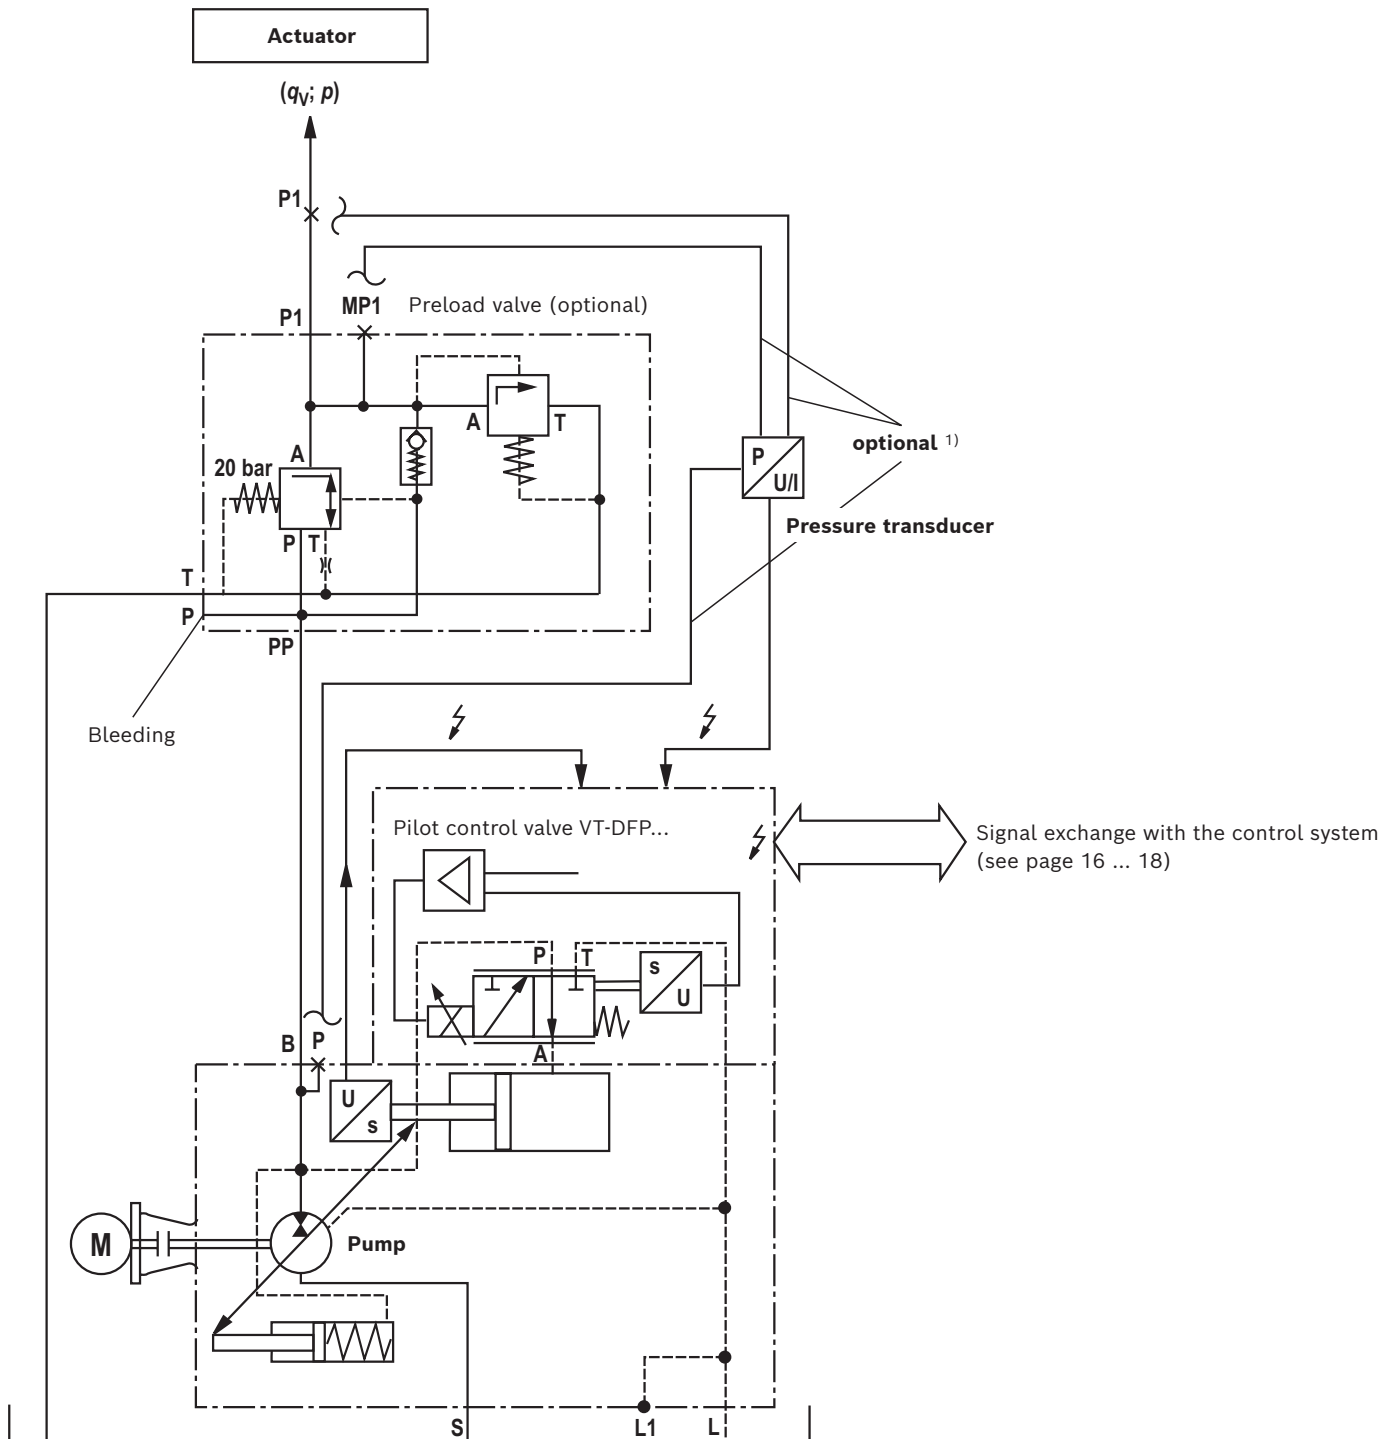 Actuator
(qV; p)
P1
P1
MP1
Preload valve (optional)
A
T
A
20 bar
P
T
T
P
PP
Bleeding
P
U/I
optional 1)
Pressure transducer
Pilot control valve VT-DFP...
Signal exchange with the control system
(see page 16 ... 18)
P
T
s
U
A
B
P
U
s
M
Pump
S
L1
L